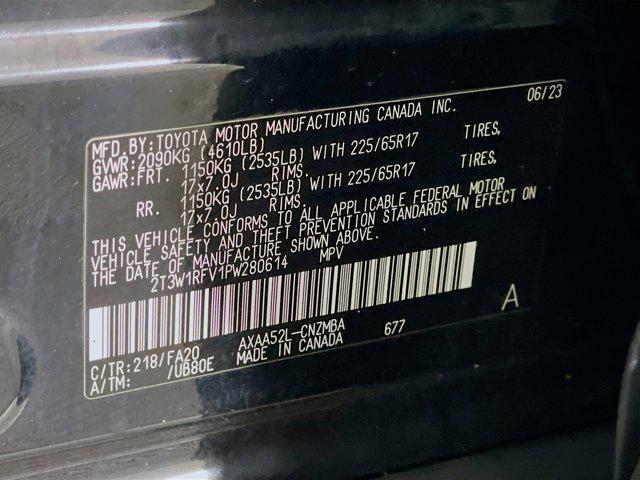 MFD.BY:TOYOTA MOTOR MANUFACTURING CANADA INC. 06/23
GVWR:2090KG (4610LB)
GAWR:FRT. 1150KG (2535LB) WITH 225/65R17 TIRES,
17x7.0J RIMS.
RR. 1150KG (2535LB) WITH 225/65R17 TIRES,
17x7.0J RIMS.
THIS VEHICLE CONFORMS TO ALL APPLICABLE FEDERAL MOTOR
VEHICLE SAFETY AND THEFT PREVENTION STANDARDS IN EFFECT ON
THE DATE OF MANUFACTURE SHOWN ABOVE.
2T3W1RFV1PW280614 MPV
A
C/TR:218/FA20 AXAA52L-CNZMBA 677
A/TM: /UB80E MADE IN CANADA